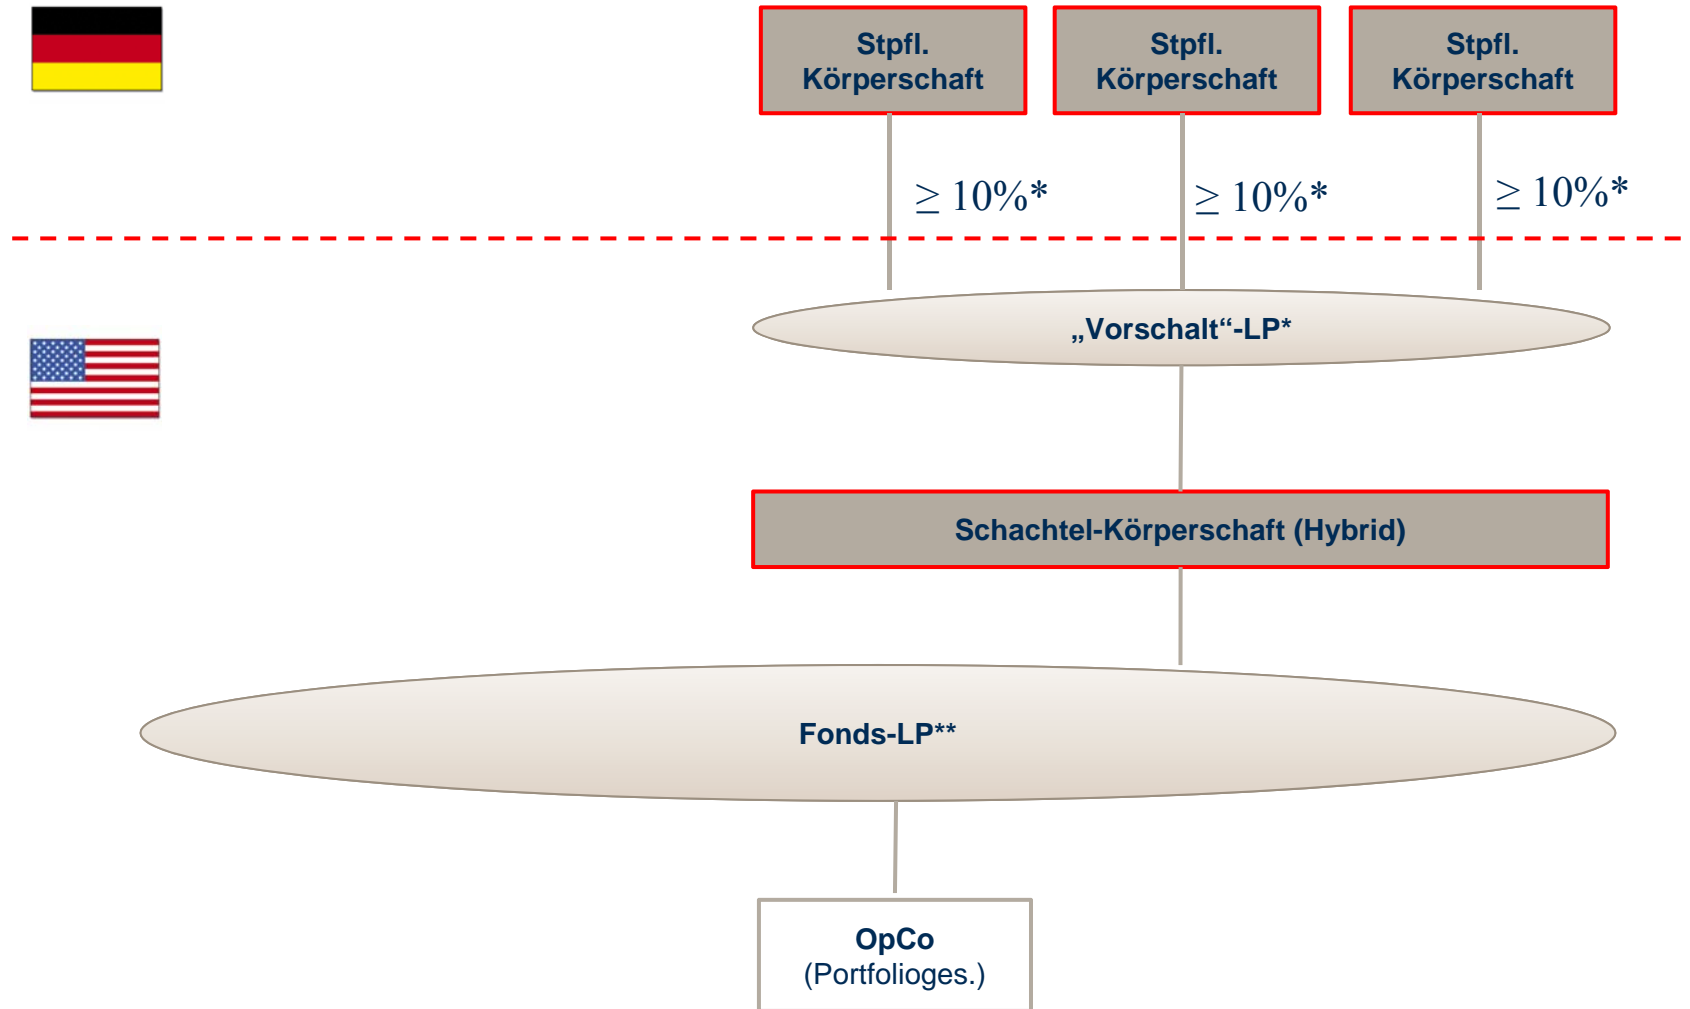 Stpfl.
Körperschaft
Stpfl.
Körperschaft
Stpfl.
Körperschaft
≥ 10%*
≥ 10%*
≥ 10%*
„Vorschalt“-LP*
Schachtel-Körperschaft (Hybrid)
Fonds-LP**
OpCo
(Portfolioges.)